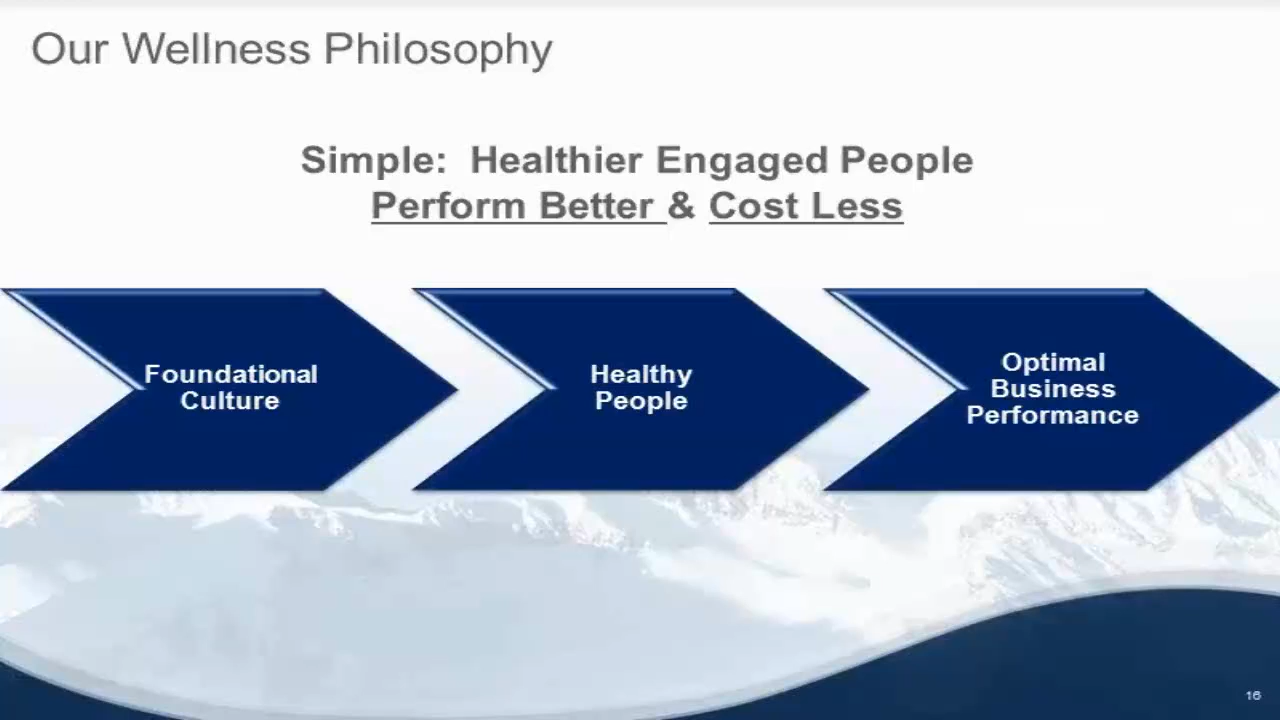 Our Wellness Philosophy
Simple: Healthier Engaged People
Perform Better & Cost Less
Foundational
Culture
Healthy
People
Optimal
Business
Performance
16